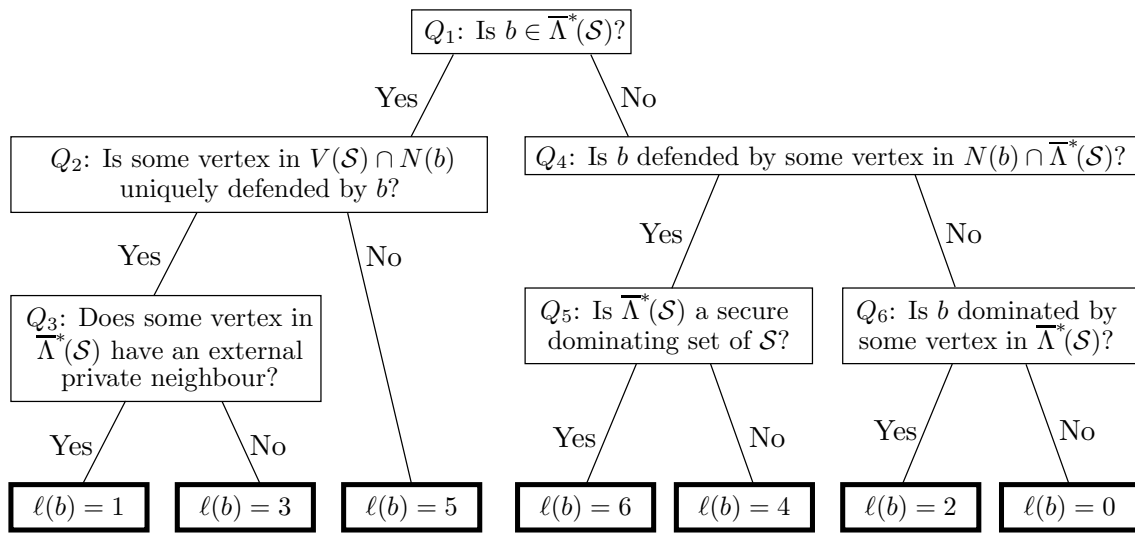 Q₁: Is b ∈ Λ̅*(𝒮)?
Yes
No
Q₂: Is some vertex in V(𝒮) ∩ N(b)
uniquely defended by b?
Q₄: Is b defended by some vertex in N(b) ∩ Λ̅*(𝒮)?
Yes
No
Yes
No
Q₃: Does some vertex in
Λ̅*(𝒮) have an external
private neighbour?
Q₅: Is Λ̅*(𝒮) a secure
dominating set of 𝒮?
Q₆: Is b dominated by
some vertex in Λ̅*(𝒮)?
Yes
No
Yes
No
Yes
No
ℓ(b) = 1
ℓ(b) = 3
ℓ(b) = 5
ℓ(b) = 6
ℓ(b) = 4
ℓ(b) = 2
ℓ(b) = 0